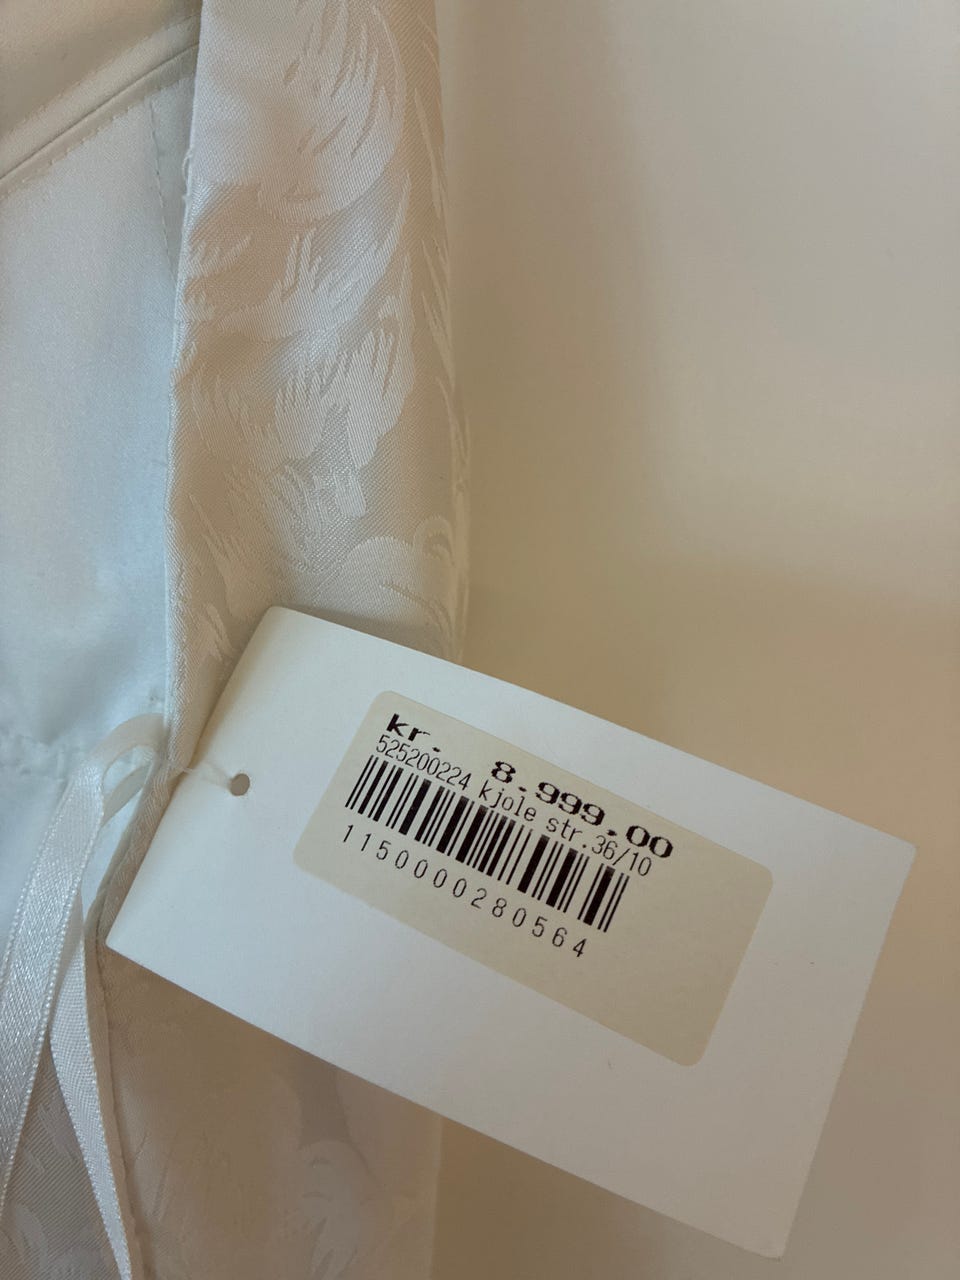 kr. 8.999,00
525200224 kjole str.36/10
1150000280564